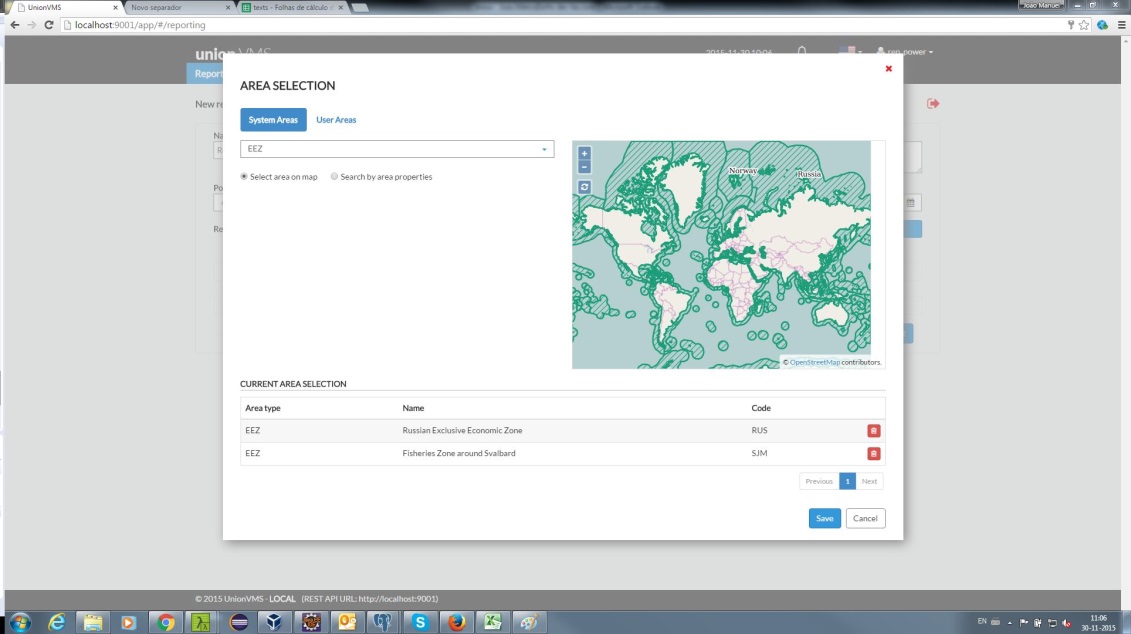 UnionVMS
Novo separador
texts - Folhas de cálculo d
João Manuel
localhost:9001/app/#/reporting
unionVMS
2015-11-30 10:06
rep_power
Report
New re
AREA SELECTION
System Areas
User Areas
EEZ
Select area on map
Search by area properties
Na
Po
Re
+
−
Norway
Russia
© OpenStreetMap contributors.
CURRENT AREA SELECTION
Area type Name Code
EEZ Russian Exclusive Economic Zone RUS
EEZ Fisheries Zone around Svalbard SJM
Previous 1 Next
Save Cancel
© 2015 UnionVMS - LOCAL (REST API URL: http://localhost:9001)
EN
11:06
30-11-2015